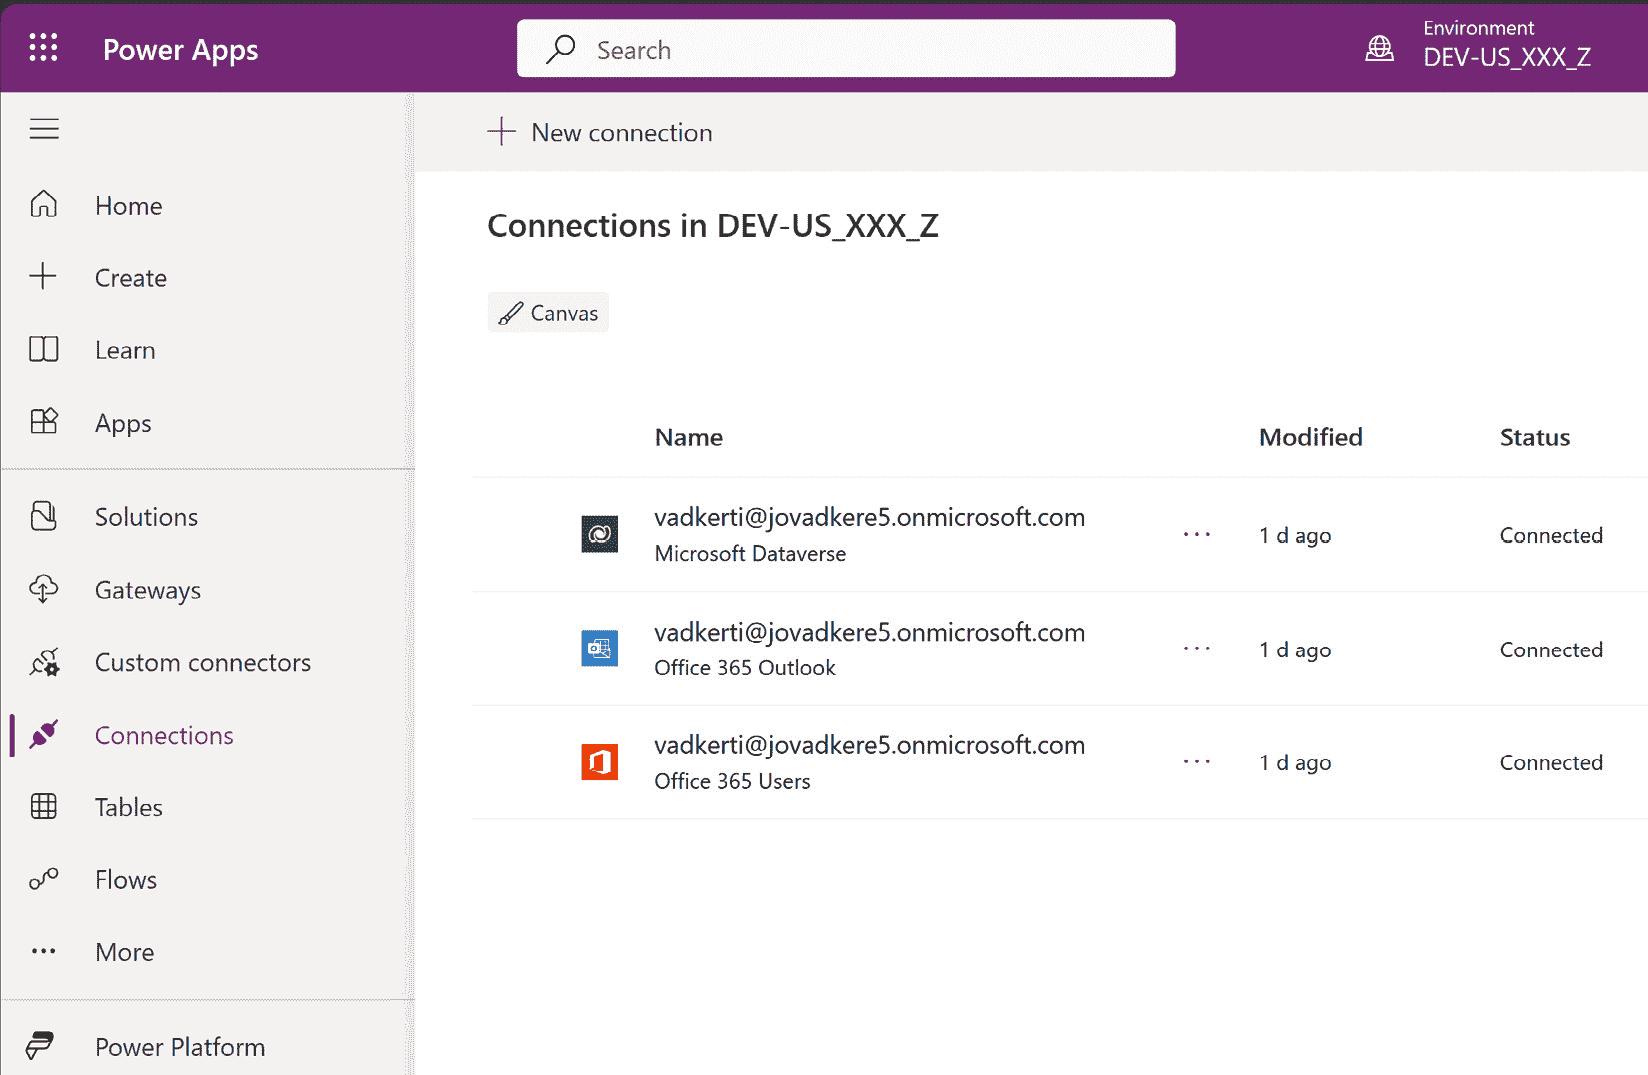 Power Apps
Search
Environment
DEV-US_XXX_Z
New connection
Home
Create
Learn
Apps
Solutions
Gateways
Custom connectors
Connections
Tables
Flows
More
Power Platform
Connections in DEV-US_XXX_Z
Canvas
Name Modified Status
vadkerti@jovadkere5.onmicrosoft.com
Microsoft Dataverse
··· 1 d ago Connected
vadkerti@jovadkere5.onmicrosoft.com
Office 365 Outlook
··· 1 d ago Connected
vadkerti@jovadkere5.onmicrosoft.com
Office 365 Users
··· 1 d ago Connected